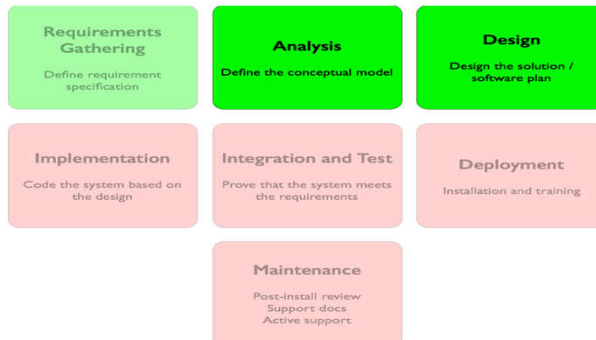 Requirements
Gathering
Define requirement
specification
Analysis
Define the conceptual model
Design
Design the solution /
software plan
Implementation
Code the system based on
the design
Integration and Test
Prove that the system meets
the requirements
Deployment
Installation and training
Maintenance
Post-install review
Support docs
Active support